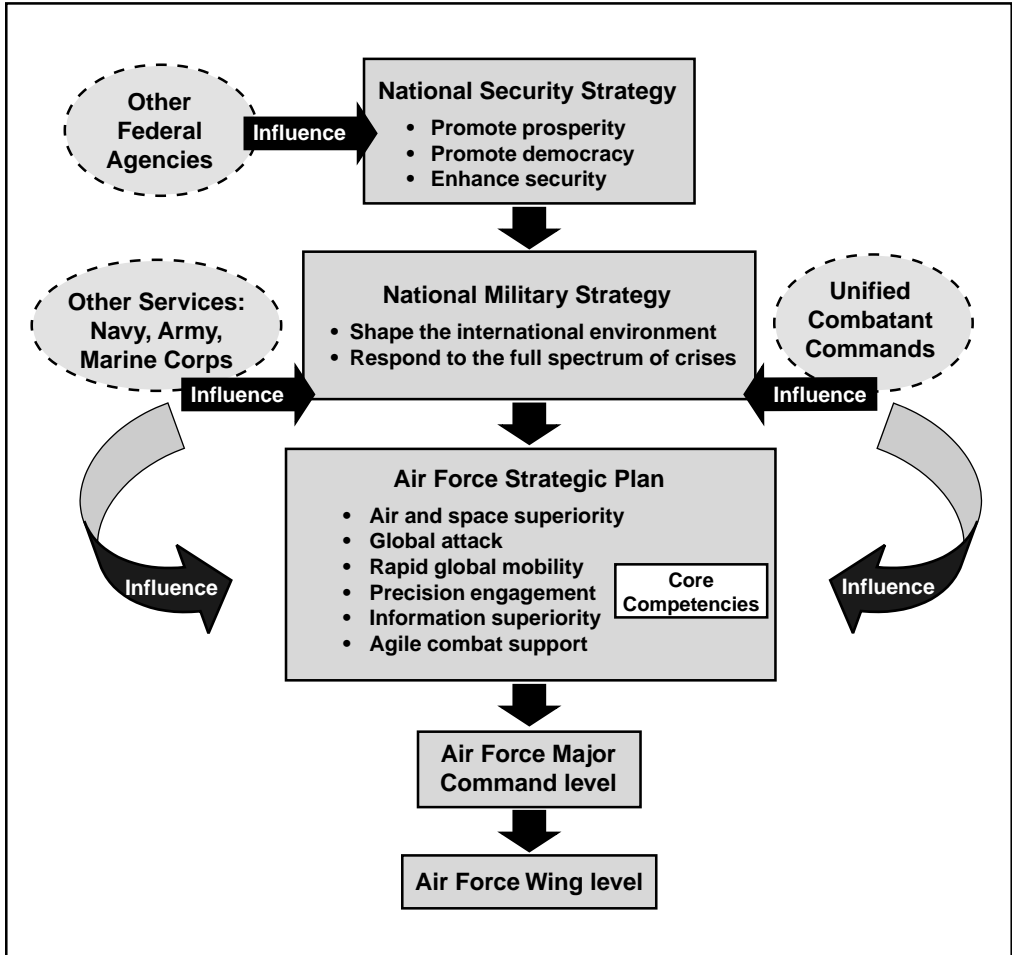 Other
Federal
Agencies
Influence
National Security Strategy
• Promote prosperity
• Promote democracy
• Enhance security
Other Services:
Navy, Army,
Marine Corps
Influence
National Military Strategy
• Shape the international environment
• Respond to the full spectrum of crises
Unified
Combatant
Commands
Influence
Influence
Air Force Strategic Plan
• Air and space superiority
• Global attack
• Rapid global mobility
• Precision engagement
• Information superiority
• Agile combat support
Core
Competencies
Influence
Air Force Major
Command level
Air Force Wing level